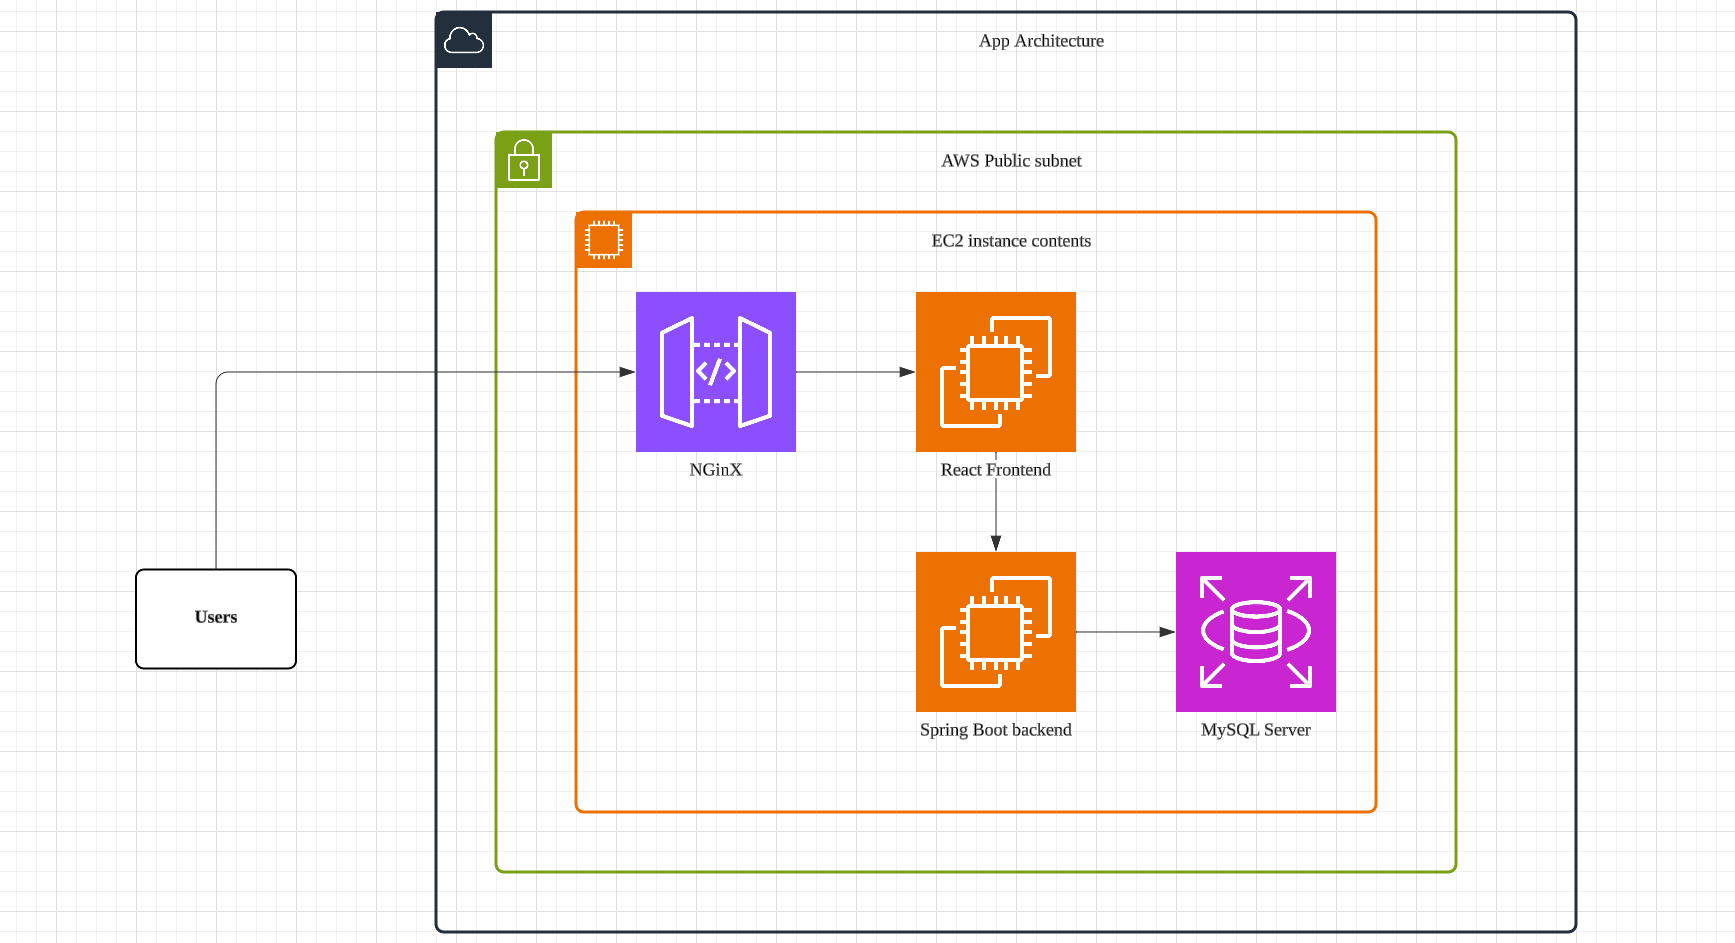 App Architecture
AWS Public subnet
EC2 instance contents
NGinX
React Frontend
Users
Spring Boot backend
MySQL Server